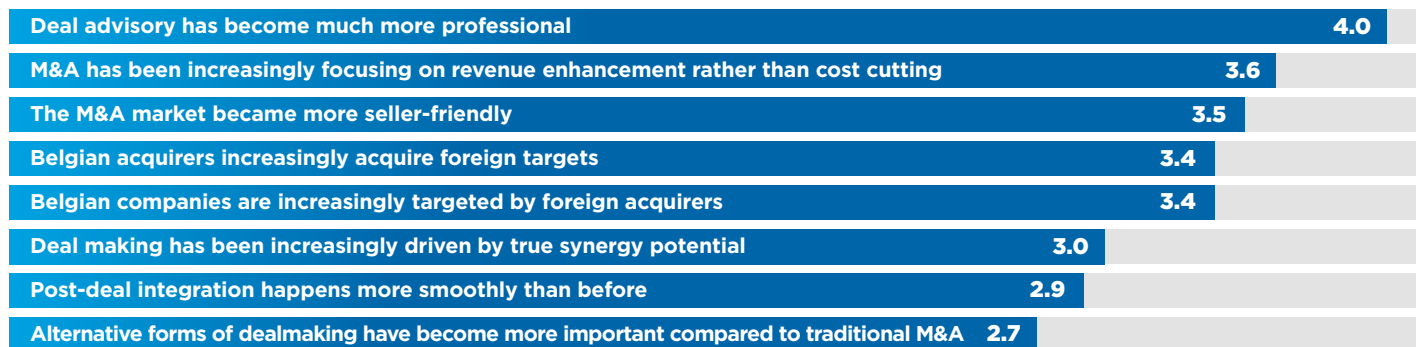 Deal advisory has become much more professional 4.0
M&A has been increasingly focusing on revenue enhancement rather than cost cutting 3.6
The M&A market became more seller-friendly 3.5
Belgian acquirers increasingly acquire foreign targets 3.4
Belgian companies are increasingly targeted by foreign acquirers 3.4
Deal making has been increasingly driven by true synergy potential 3.0
Post-deal integration happens more smoothly than before 2.9
Alternative forms of dealmaking have become more important compared to traditional M&A 2.7